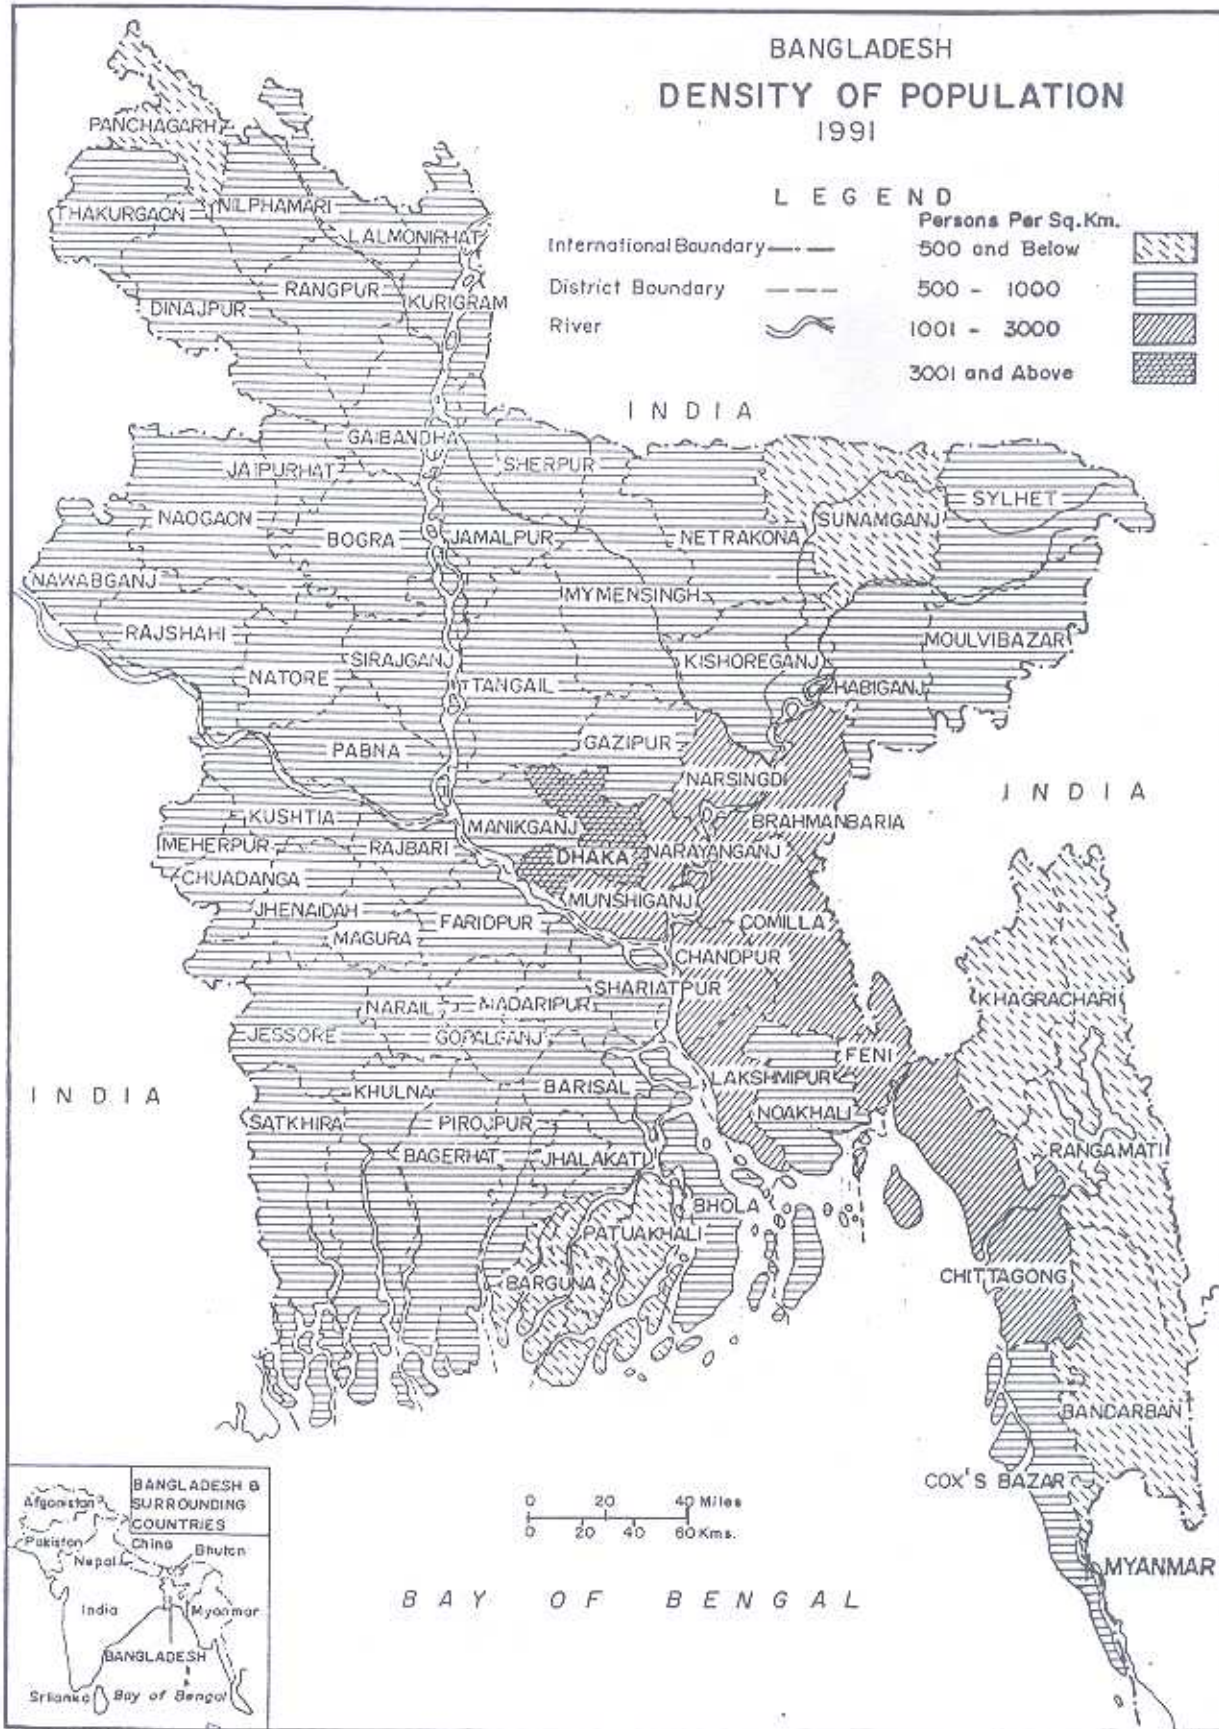 BANGLADESH
DENSITY OF POPULATION
1991
LEGEND
Persons Per Sq.Km.
International Boundary
500 and Below
District Boundary
500 - 1000
River
1001 - 3000
3001 and Above
INDIA
PANCHAGARH
THAKURGAON
NILPHAMARI
LALMONIRHAT
RANGPUR
KURIGRAM
DINAJPUR
GAIBANDHA
SHERPUR
JAIPURHAT
SYLHET
NAOGAON
SUNAMGANJ
BOGRA
JAMALPUR
NETRAKONA
NAWABGANJ
MYMENSINGH
RAJSHAHI
MOULVIBAZAR
SIRAJGANJ
KISHOREGANJ
NATORE
TANGAIL
HABIGANJ
PABNA
GAZIPUR
NARSINGDI
INDIA
KUSHTIA
MANIKGANJ
BRAHMANBARIA
MEHERPUR
RAJBARI
DHAKA
NARAYANGANJ
CHUADANGA
JHENAIDAH
MUNSHIGANJ
FARIDPUR
COMILLA
MAGURA
CHANDPUR
SHARIATPUR
NARAIL
MADARIPUR
KHAGRACHARI
JESSORE
GOPALGANJ
FENI
INDIA
KHULNA
BARISAL
LAKSHMIPUR
NOAKHALI
SATKHIRA
PIROJPUR
BAGERHAT
JHALAKATI
RANGAMATI
BHOLA
PATUAKHALI
BARGUNA
CHITTAGONG
BANDARBAN
COX'S BAZAR
MYANMAR
0 20 40 Miles
0 20 40 60 Kms.
BAY OF BENGAL
BANGLADESH &
SURROUNDING
COUNTRIES
Afganistan
Pakistan
China
Nepal
Bhutan
India
Myanmar
BANGLADESH
Srilanka
Bay of Bengal